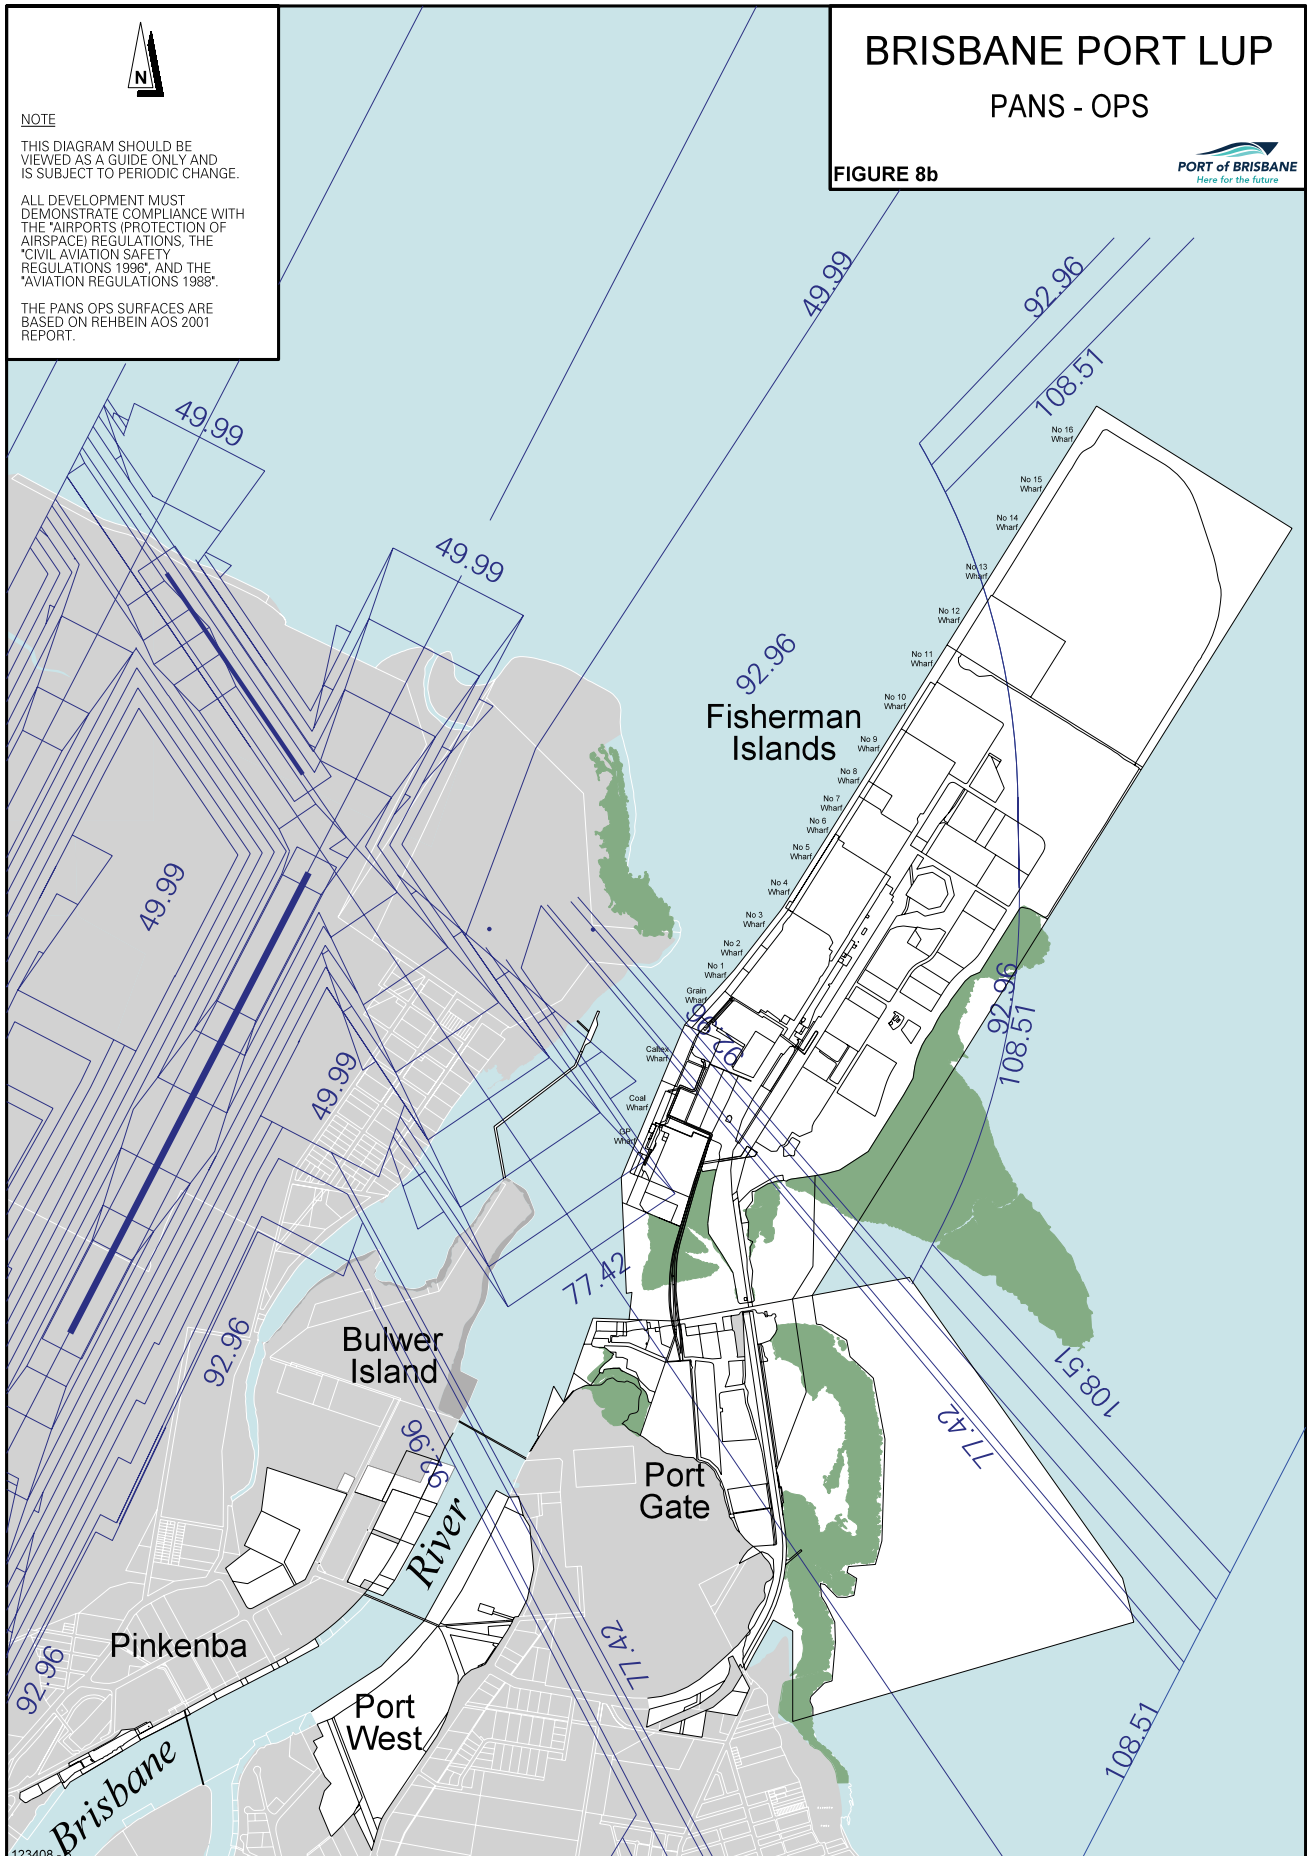 N
NOTE
THIS DIAGRAM SHOULD BE
VIEWED AS A GUIDE ONLY AND
IS SUBJECT TO PERIODIC CHANGE.
ALL DEVELOPMENT MUST
DEMONSTRATE COMPLIANCE WITH
THE "AIRPORTS (PROTECTION OF
AIRSPACE) REGULATIONS, THE
"CIVIL AVIATION SAFETY
REGULATIONS 1996", AND THE
"AVIATION REGULATIONS 1988".
THE PANS OPS SURFACES ARE
BASED ON REHBEIN AOS 2001
REPORT.
BRISBANE PORT LUP
PANS - OPS
FIGURE 8b
PORT of BRISBANE
Here for the future
49.99
92.96
108.51
49.99
49.99
No 16
Wharf
No 15
Wharf
No 14
Wharf
No 13
Wharf
No 12
Wharf
No 11
Wharf
No 10
Wharf
No 9
Wharf
No 8
Wharf
No 7
Wharf
No 6
Wharf
No 5
Wharf
No 4
Wharf
No 3
Wharf
No 2
Wharf
No 1
Wharf
Grain
Wharf
Caltex
Wharf
Coal
Wharf
GP
Wharf
92.96
Fisherman
Islands
49.99
49.99
92.96
92.96
108.51
77.42
92.96
Bulwer
Island
92.96
108.51
77.42
Port
Gate
River
77.42
Pinkenba
92.96
Port
West
108.51
Brisbane
123408 -